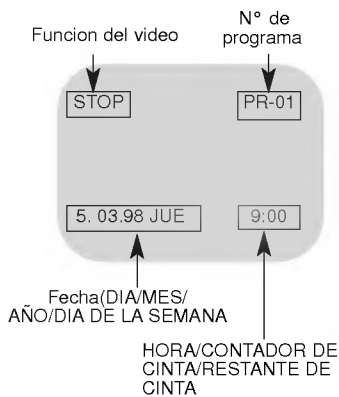 Funcion del video
N° de
programa
STOP
PR-01
5. 03.98 JUE
9:00
Fecha(DIA/MES/
AÑO/DIA DE LA SEMANA
HORA/CONTADOR DE
CINTA/RESTANTE DE
CINTA